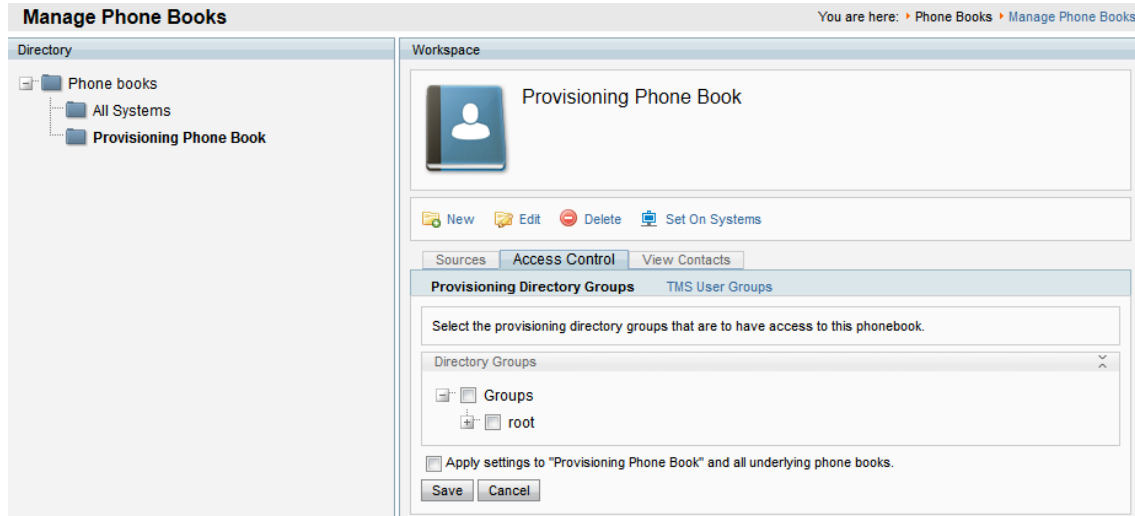 Manage Phone Books
You are here: Phone Books Manage Phone Books
Directory
Phone books
All Systems
Provisioning Phone Book
Workspace
Provisioning Phone Book
New Edit Delete Set On Systems
Sources Access Control View Contacts
Provisioning Directory Groups TMS User Groups
Select the provisioning directory groups that are to have access to this phonebook.
Directory Groups
Groups
root
Apply settings to "Provisioning Phone Book" and all underlying phone books.
Save Cancel